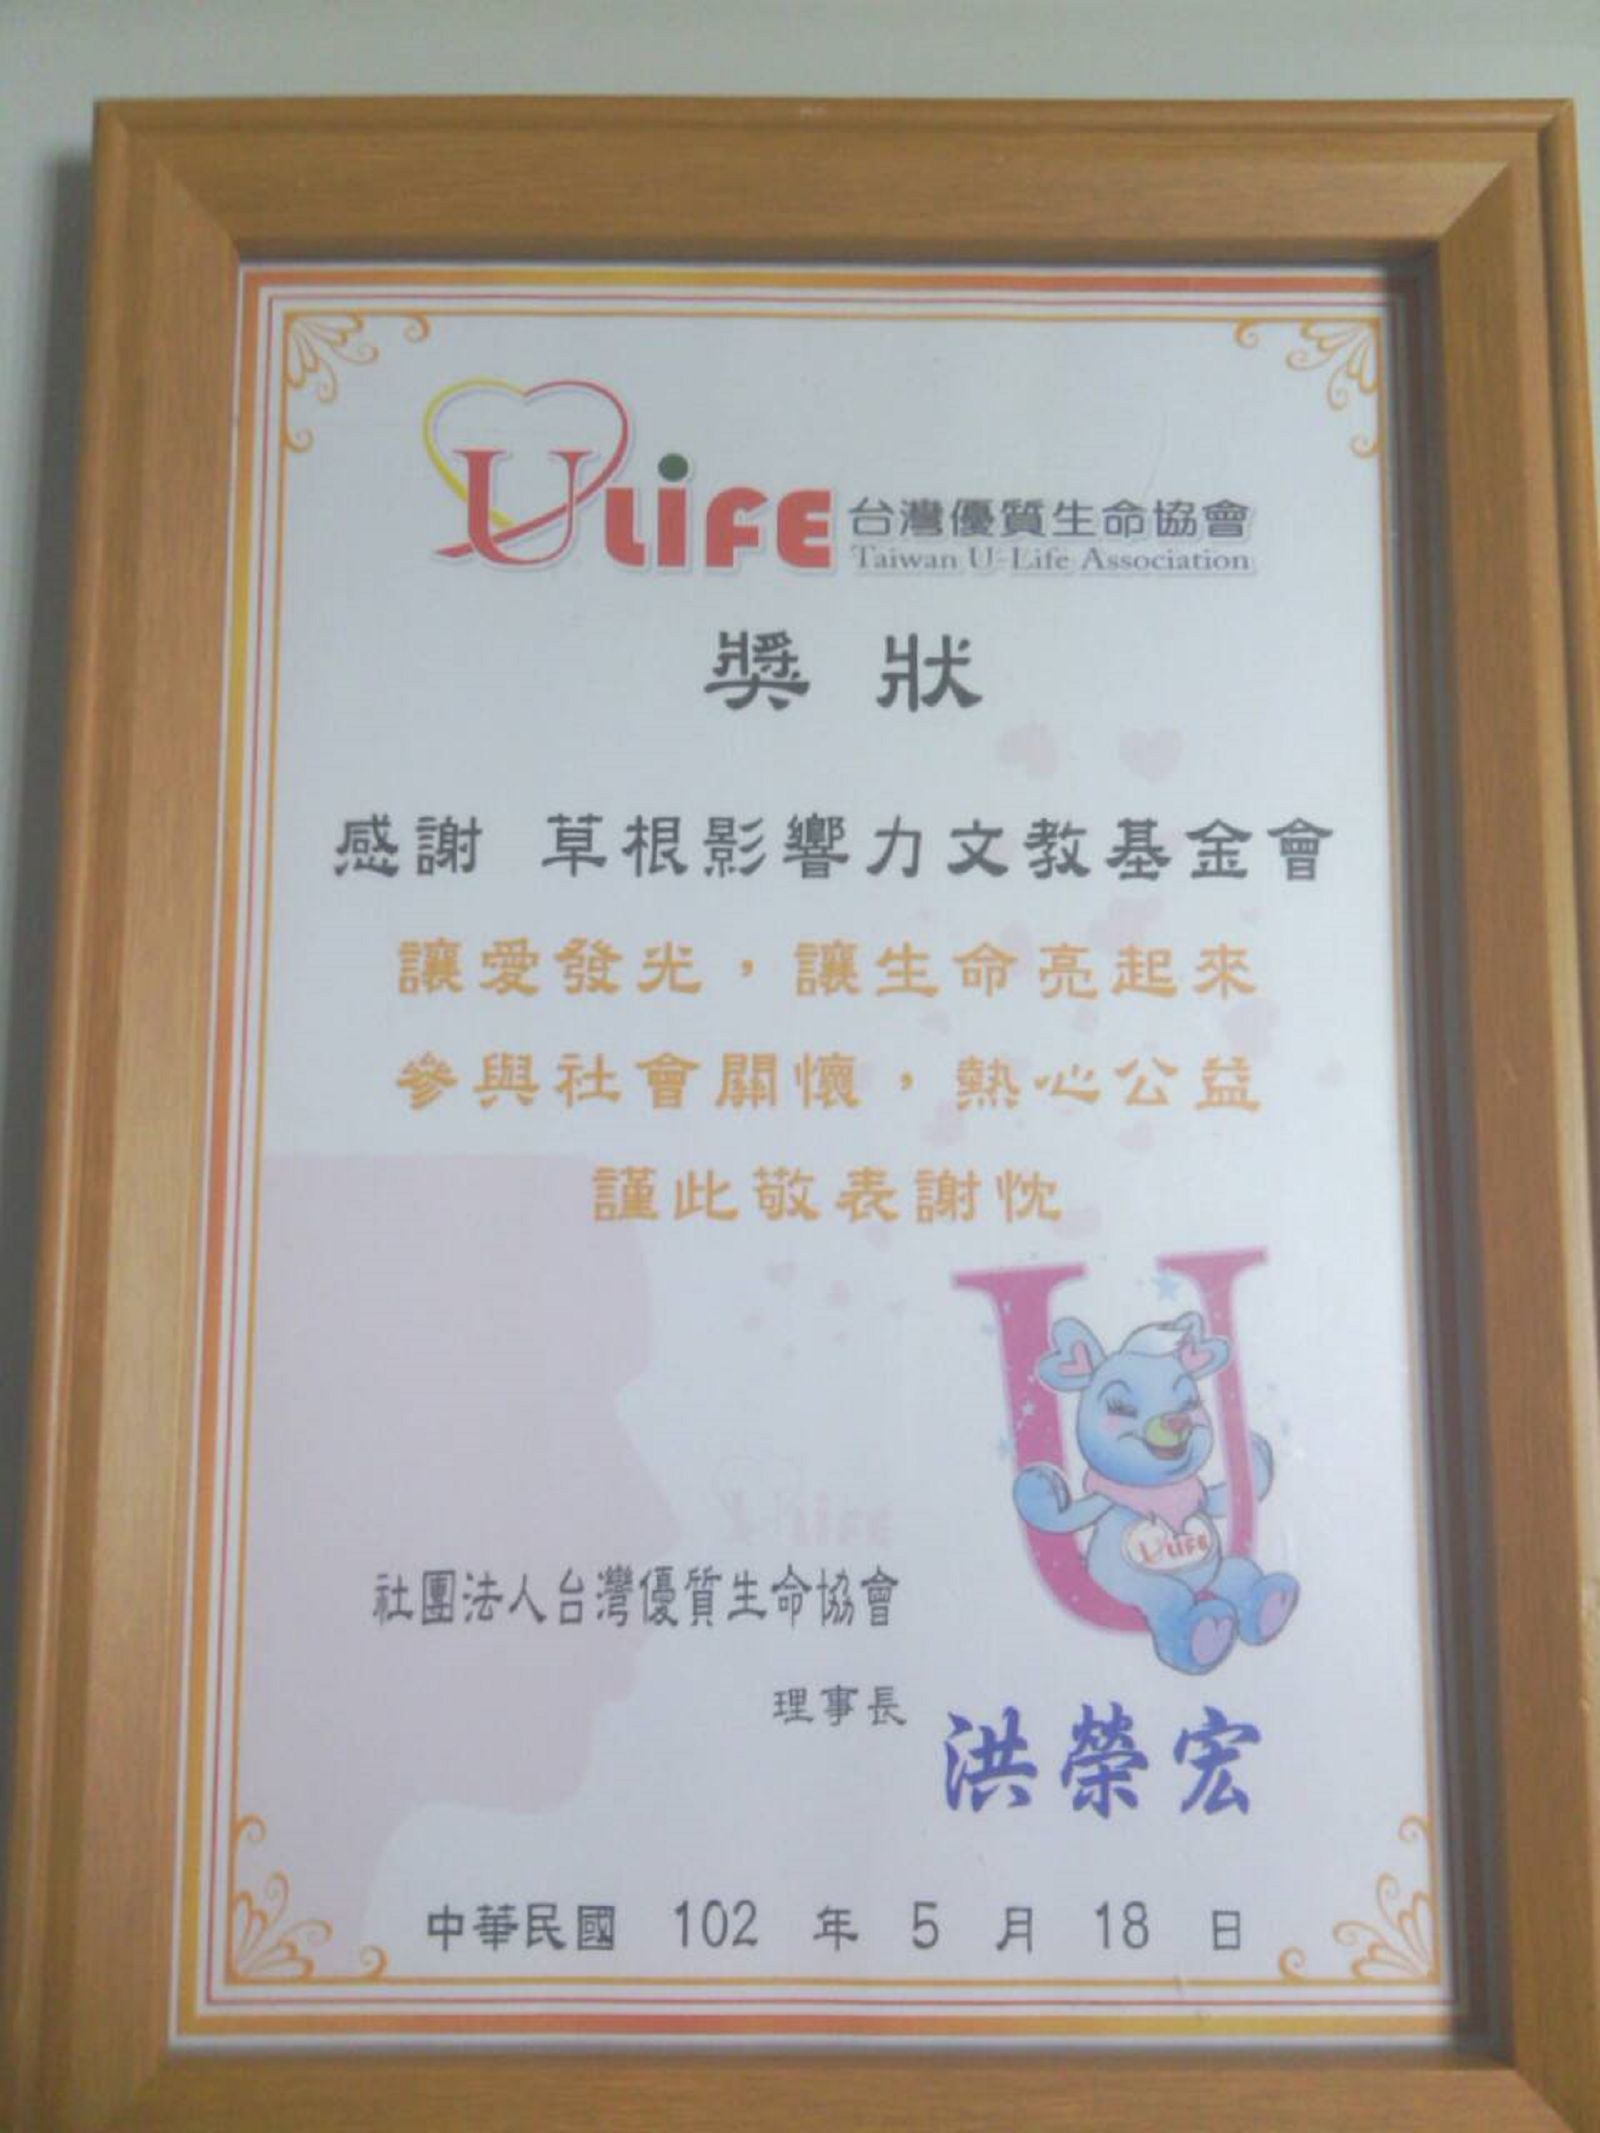 ULiFE 台灣優質生命協會
Taiwan U-Life Association
獎狀
感謝 草根影響力文教基金會
讓愛發光，讓生命亮起來
參與社會關懷，熱心公益
謹此敬表謝忱
ULiFE
ULiFE
社團法人台灣優質生命協會
理事長 洪榮宏
中華民國 102 年 5 月 18 日